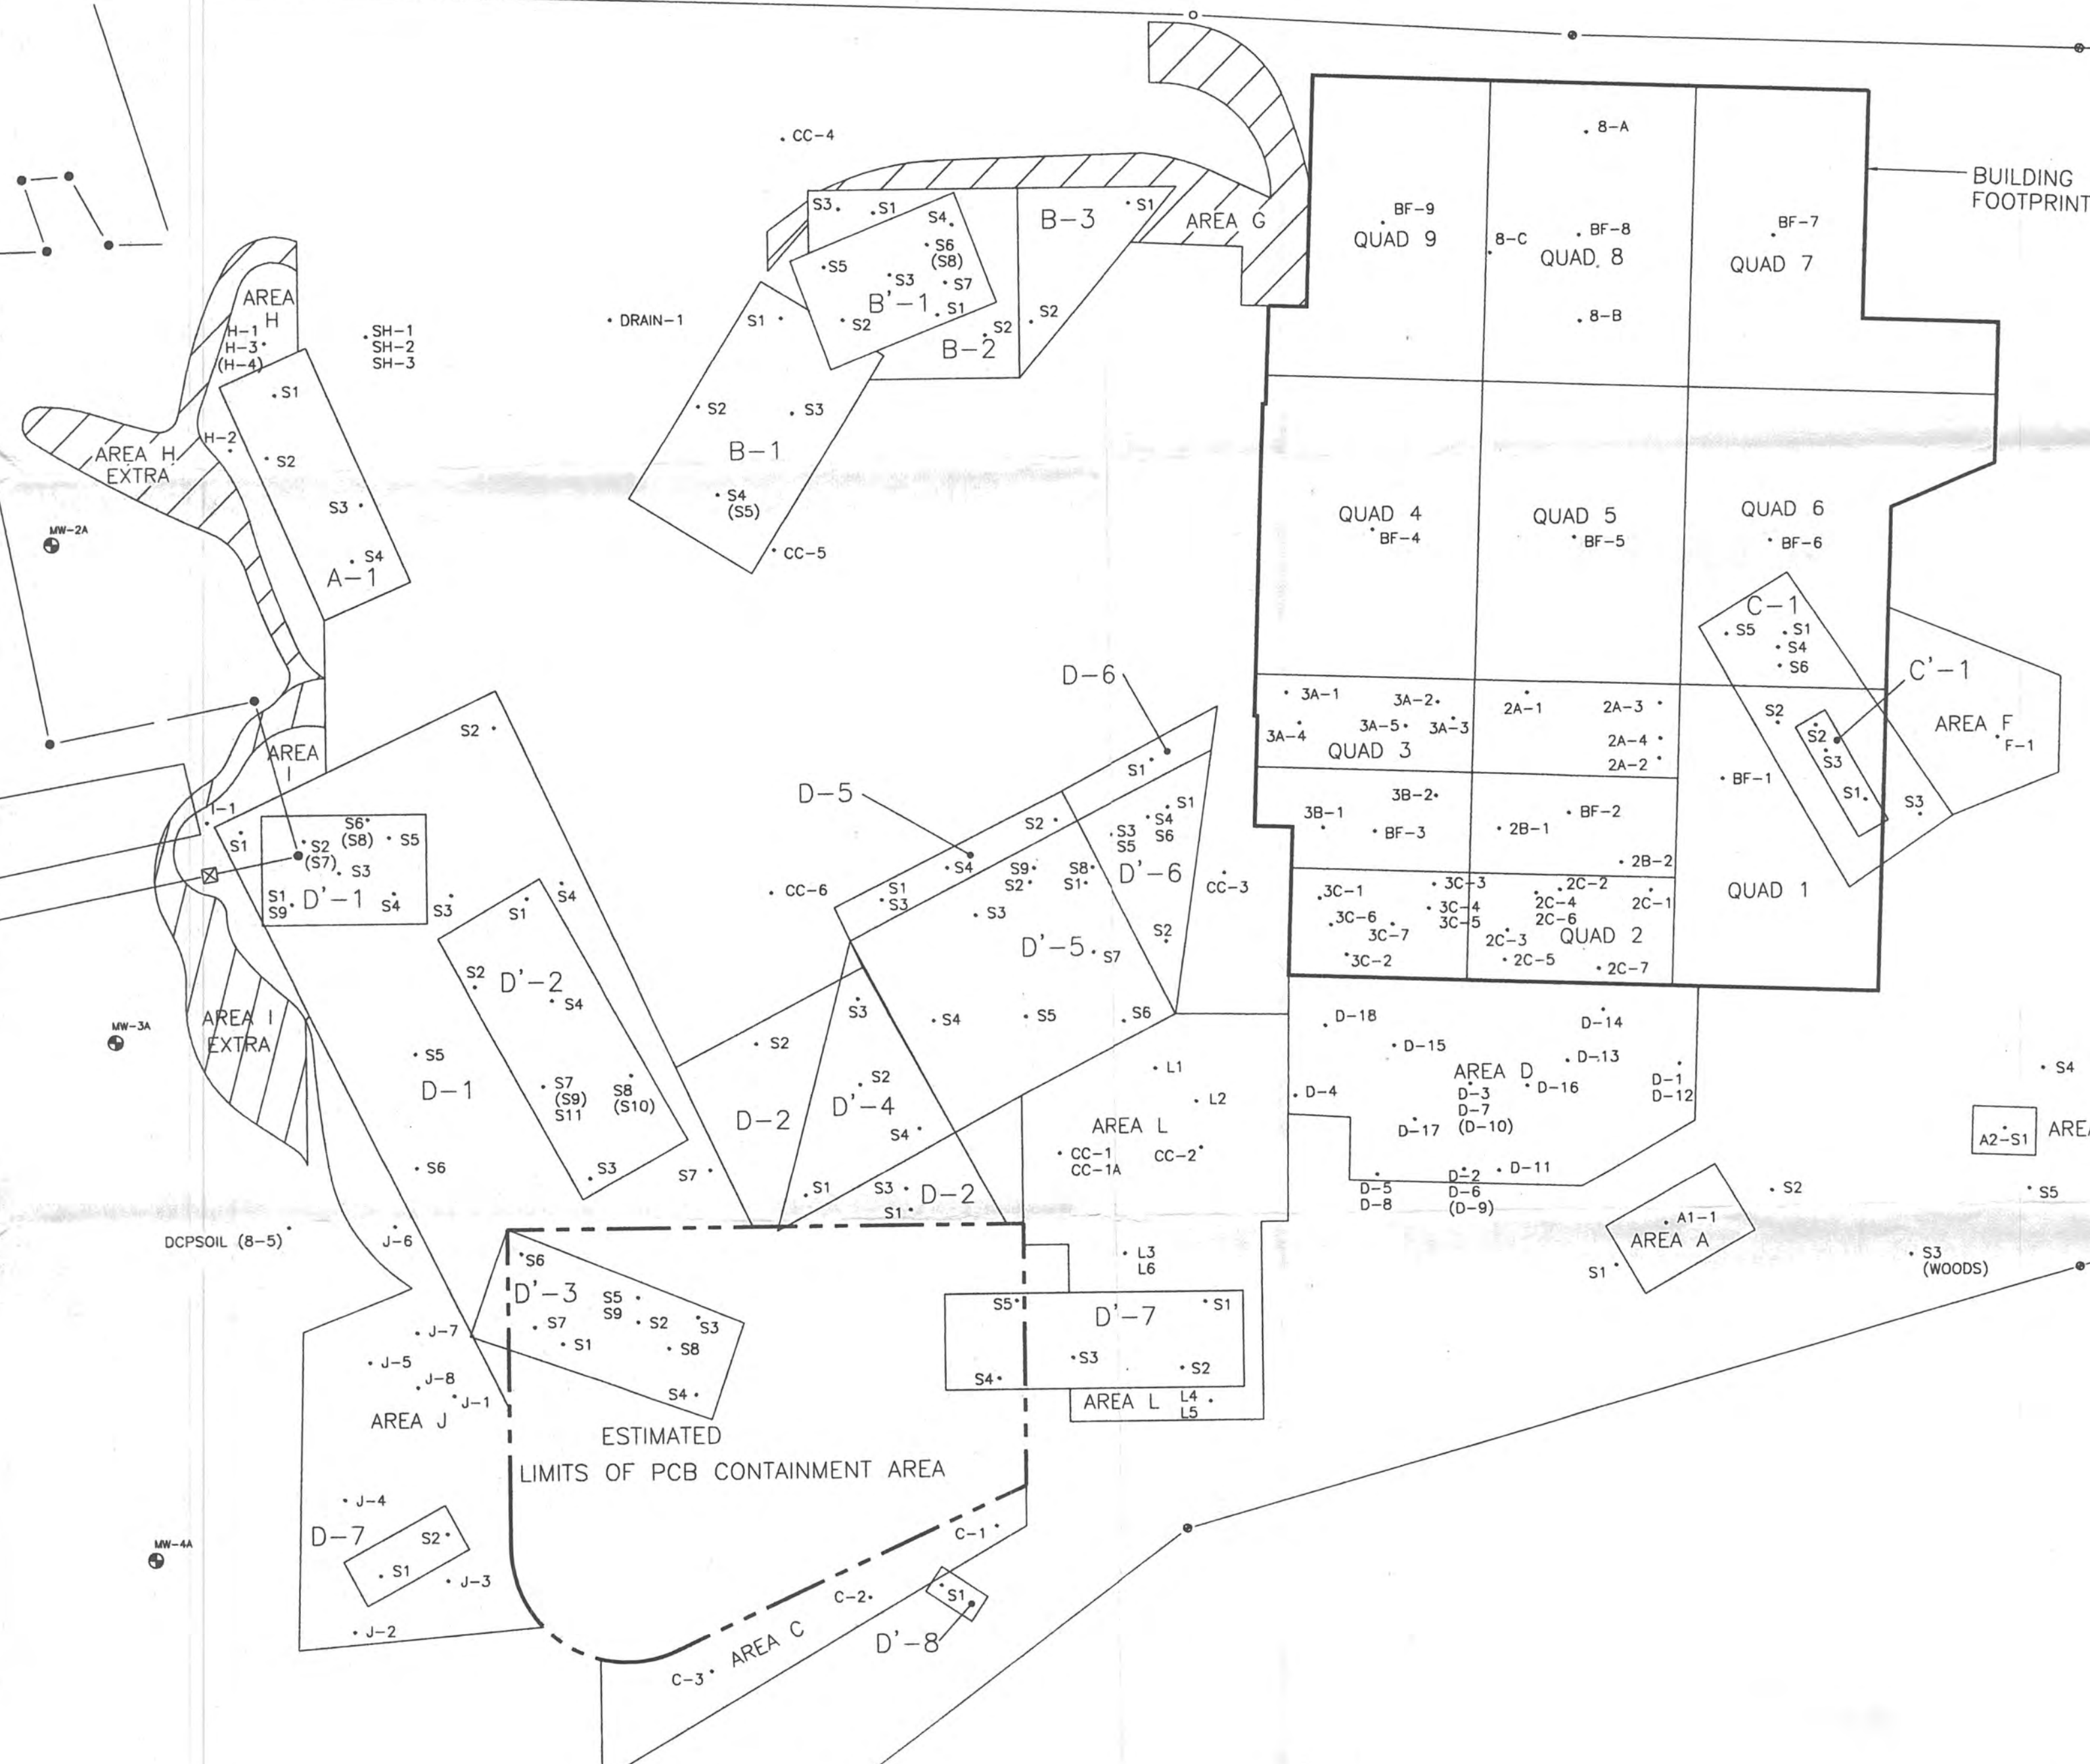 CC-4
BUILDING
FOOTPRINT
8-A
BF-9
QUAD 9
8-C
BF-8
QUAD 8
BF-7
QUAD 7
8-B
AREA G
B-3
S1
S2
S3
S1
S4
S6
(S8)
S5
S3
S7
B'-1
S1
S2
S2
B-2
DRAIN-1
S1
S2
S3
B-1
S4
(S5)
CC-5
AREA
H
H-1
H-3
(H-4)
SH-1
SH-2
SH-3
S1
H-2
S2
AREA H
EXTRA
S3
S4
A-1
MW-2A
QUAD 4
BF-4
QUAD 5
BF-5
QUAD 6
BF-6
C-1
S5
S1
S4
S6
C'-1
S2
S2
S3
S1
S3
AREA F
F-1
3A-1
3A-2
3A-5
3A-3
3A-4
QUAD 3
2A-1
2A-3
2A-4
2A-2
BF-1
3B-2
3B-1
BF-3
BF-2
2B-1
2B-2
QUAD 1
3C-1
3C-3
3C-4
3C-5
3C-6
3C-7
3C-2
2C-2
2C-4
2C-6
2C-1
2C-3
QUAD 2
2C-5
2C-7
D-6
S1
D-5
S2
S1
S4
S6
S3
S5
D'-6
S2
CC-3
CC-6
S4
S1
S3
S9
S2
S8
S1
S3
D'-5
S7
S4
S5
S6
S2
AREA
I
I-1
S1
S2
(S7)
S6
(S8)
S5
S3
S1
S9
D'-1
S4
S3
S4
S1
S2
D'-2
S4
S7
(S9)
S11
S8
(S10)
S3
S5
D-1
S6
S7
AREA I
EXTRA
MW-3A
S2
D-2
S3
S2
D'-4
S4
S1
S3
D-2
S1
L1
L2
AREA L
CC-1
CC-1A
CC-2
L3
L6
D-18
D-15
D-14
D-13
AREA D
D-3
D-7
(D-10)
D-16
D-1
D-12
D-4
D-17
D-2
D-6
(D-9)
D-11
D-5
D-8
S4
A2-S1
AREA
S5
S2
A1-1
AREA A
S1
S3
(WOODS)
DCPSOIL (8-5)
J-6
S6
D'-3
S5
S9
S7
S2
S3
S1
S8
S4
S5
D'-7
S1
S3
S2
S4
AREA L
L4
L5
J-7
J-5
J-8
J-1
AREA J
ESTIMATED
LIMITS OF PCB CONTAINMENT AREA
J-4
D-7
S2
S1
J-3
J-2
MW-4A
C-1
C-2
AREA C
C-3
S1
D'-8